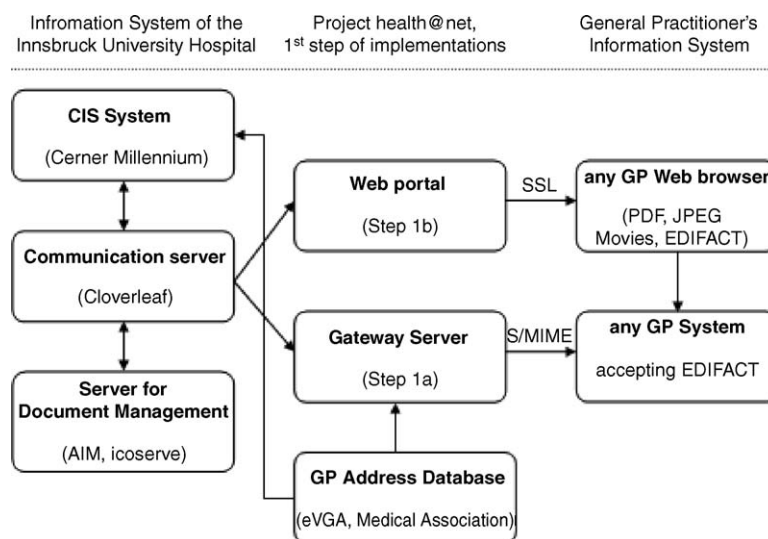 Infromation System of the
Innsbruck University Hospital
Project health@net,
1st step of implementations
General Practitioner's
Information System
CIS System
(Cerner Millennium)
Communication server
(Cloverleaf)
Server for
Document Management
(AIM, icoserve)
Web portal
(Step 1b)
SSL
any GP Web browser
(PDF, JPEG
Movies, EDIFACT)
Gateway Server
(Step 1a)
S/MIME
any GP System
accepting EDIFACT
GP Address Database
(eVGA, Medical Association)